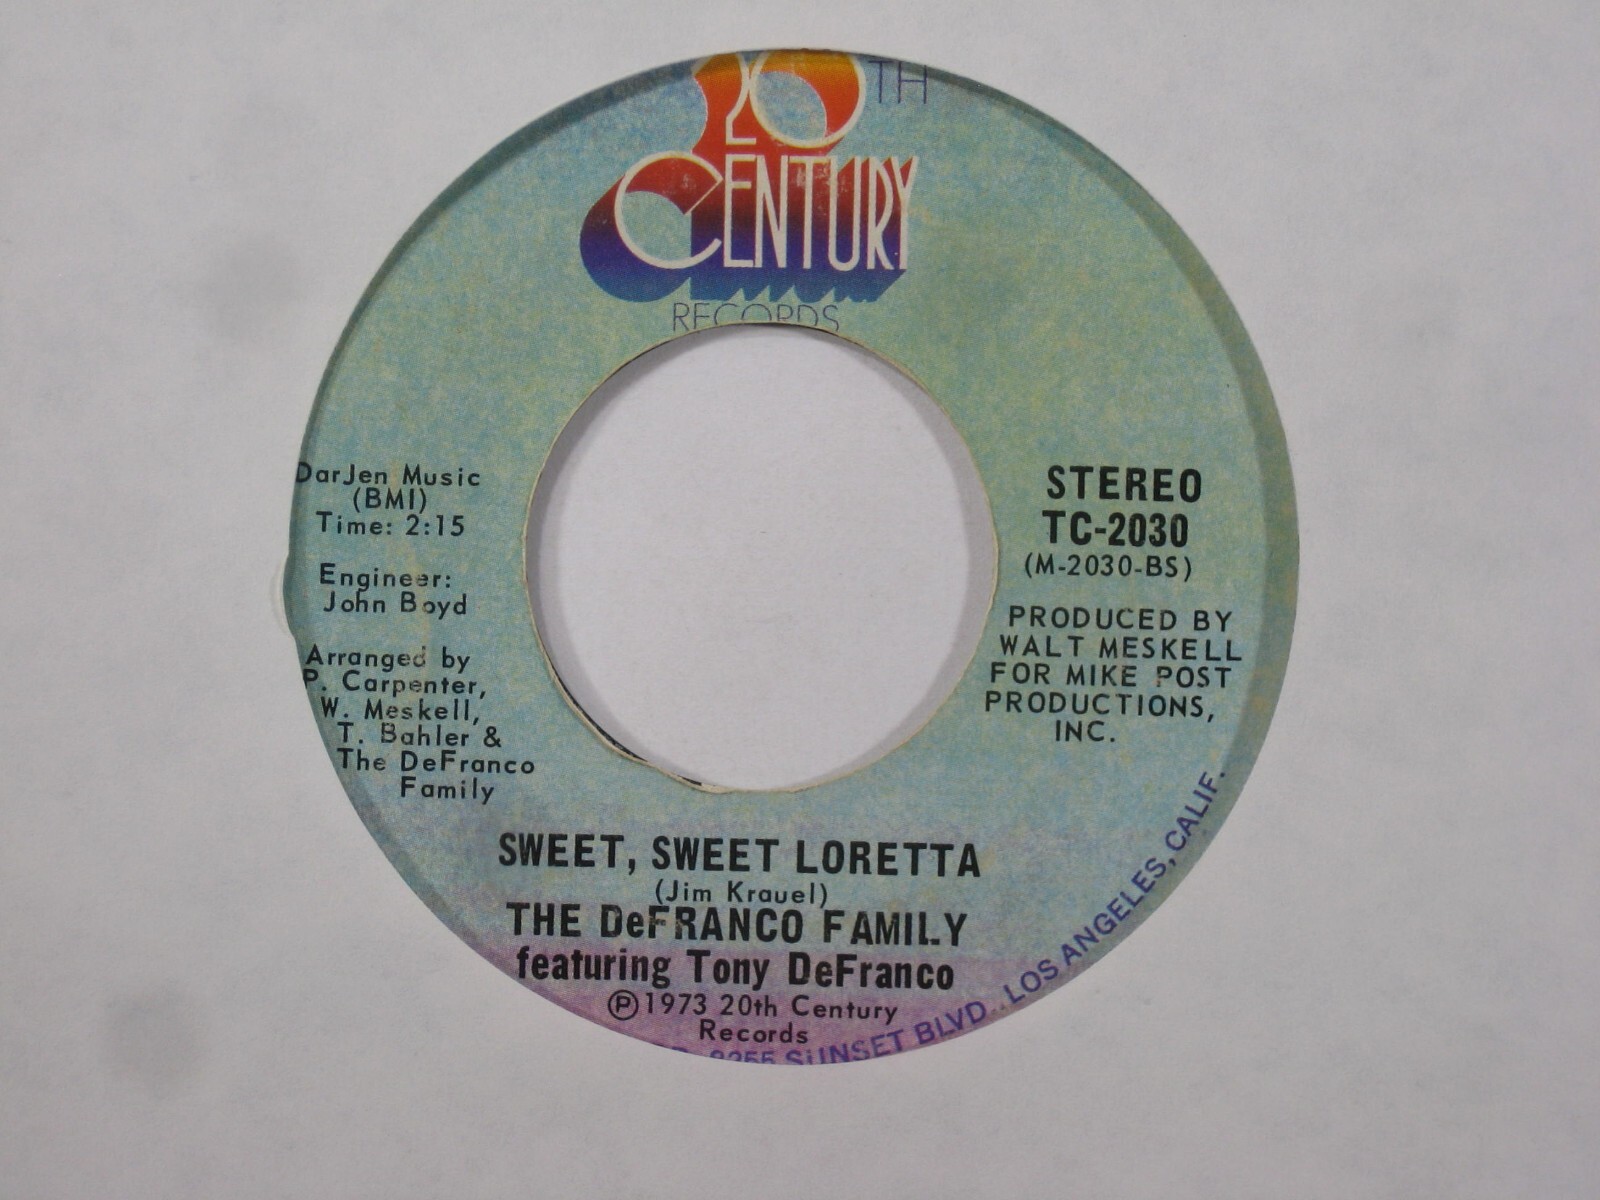 20TH
CENTURY
RECORDS
DarJen Music
(BMI)
Time: 2:15
Engineer:
John Boyd
Arranged by
P. Carpenter,
W. Meskell,
T. Bahler &
The DeFranco
Family
STEREO
TC-2030
(M-2030-BS)
PRODUCED BY
WALT MESKELL
FOR MIKE POST
PRODUCTIONS,
INC.
SWEET, SWEET LORETTA
(Jim Krauel)
THE DeFRANCO FAMILY
featuring Tony DeFranco
Ⓟ1973 20th Century
Records
SUNSET BLVD., LOS ANGELES, CALIF.